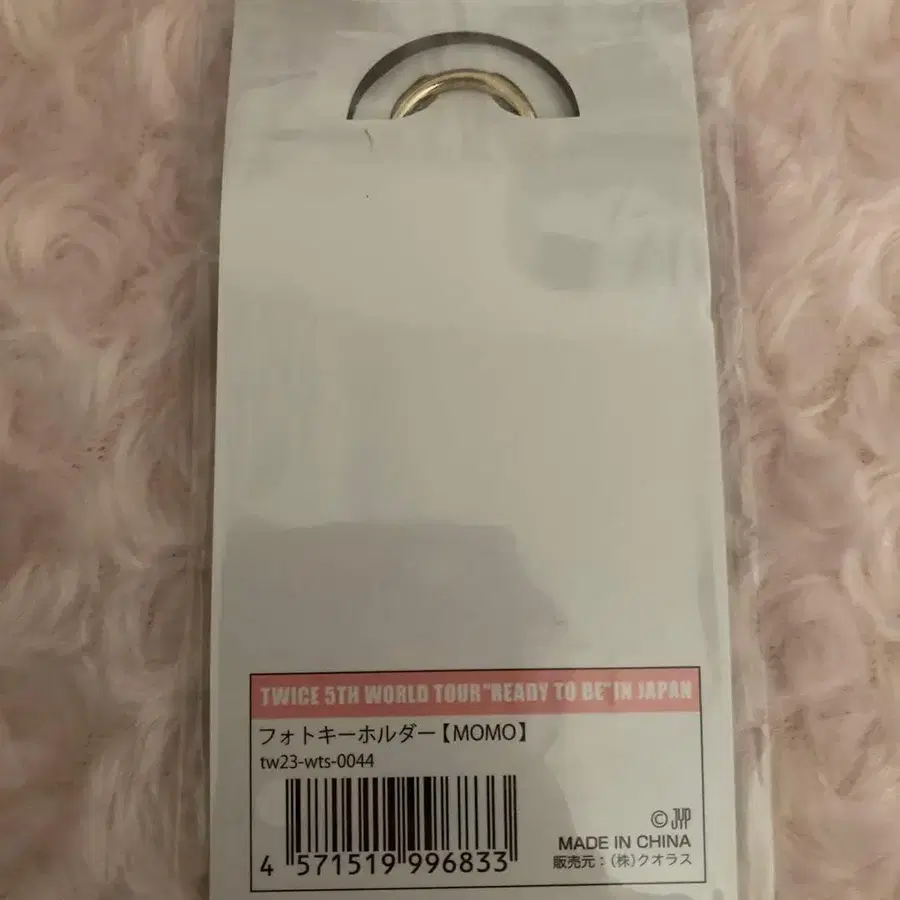 TWICE 5TH WORLD TOUR "READY TO BE" IN JAPAN
フォトキーホルダー【MOMO】
tw23-wts-0044
4 571519 996833
© JYP
MADE IN CHINA
販売元：（株）クオラス